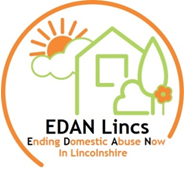 EDAN Lincs
Ending Domestic Abuse Now
In Lincolnshire